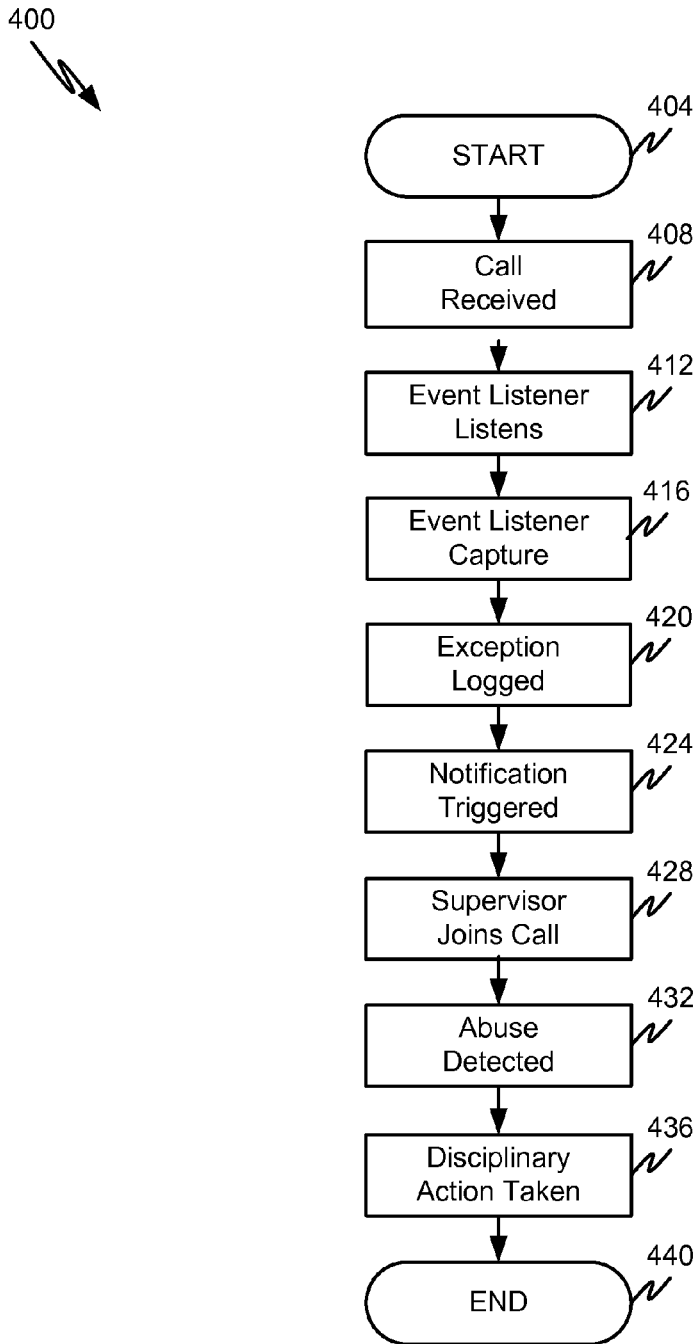 400
404
START
408
Call
Received
412
Event Listener
Listens
416
Event Listener
Capture
420
Exception
Logged
424
Notification
Triggered
428
Supervisor
Joins Call
432
Abuse
Detected
436
Disciplinary
Action Taken
440
END